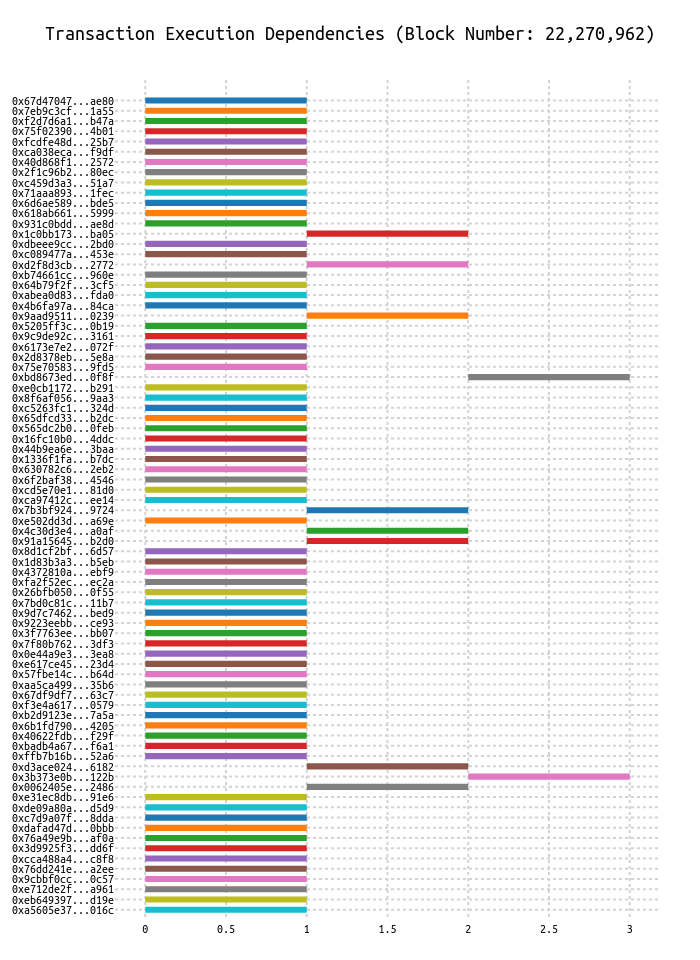 Transaction Execution Dependencies (Block Number: 22,270,962)
0x67d47047...ae80
0x7eb9c3cf...1a55
0xf2d7d6a1...b47a
0x75f02390...4b01
0xfcdfe48d...25b7
0xca038eca...f9df
0x40d868f1...2572
0x2f1c96b2...80ec
0xc459d3a3...51a7
0x71aaa893...1fec
0x6d6ae589...bde5
0x618ab661...5999
0x931c0bdd...ae8d
0x1c0bb173...ba05
0xdbeee9cc...2bd0
0xc089477a...453e
0xd2f8d3cb...2772
0xb74661cc...960e
0x64b79f2f...3cf5
0xabea0d83...fda0
0x4b6fa97a...84ca
0x9aad9511...0239
0x5205ff3c...0b19
0x9c9de92c...3161
0x6173e7e2...072f
0x2d8378eb...5e8a
0x75e70583...9fd5
0xbd8673ed...0f8f
0xe0cb1172...b291
0x8f6af056...9aa3
0xc5263fc1...324d
0x65dfcd33...b2dc
0x565dc2b0...0feb
0x16fc10b0...4ddc
0x44b9ea6e...3baa
0x1336f1fa...b7dc
0x630782c6...2eb2
0x6f2baf38...4546
0xcd5e70e1...81d0
0xca97412c...ee14
0x7b3bf924...9724
0xe502dd3d...a69e
0x4c30d3e4...a0af
0x91a15645...b2d0
0x8d1cf2bf...6d57
0x1d83b3a3...b5eb
0x4372810a...ebf9
0xfa2f52ec...ec2a
0x26bfb050...0f55
0x7bd0c81c...11b7
0x9d7c7462...bed9
0x9223eebb...ce93
0x3f7763ee...bb07
0x7f80b762...3df3
0x0e44a9e3...3ea8
0xe617ce45...23d4
0x57fbe14c...b64d
0xaa5ca499...35b6
0x67df9df7...63c7
0xf3e4a617...0579
0xb2d9123e...7a5a
0x6b1fd790...4205
0x40622fdb...f29f
0xbadb4a67...f6a1
0xffb7b16b...52a6
0xd3ace024...6182
0x3b373e0b...122b
0x0062405e...2486
0xe31ec8db...91e6
0xde09a80a...d5d9
0xc7d9a07f...8dda
0xdafad47d...0bbb
0x76a49e9b...af0a
0x3d9925f3...dd6f
0xcca488a4...c8f8
0x76dd241e...a2ee
0x9cbbf0cc...0c57
0xe712de2f...a961
0xeb649397...d19e
0xa5605e37...016c
0 0.5 1 1.5 2 2.5 3